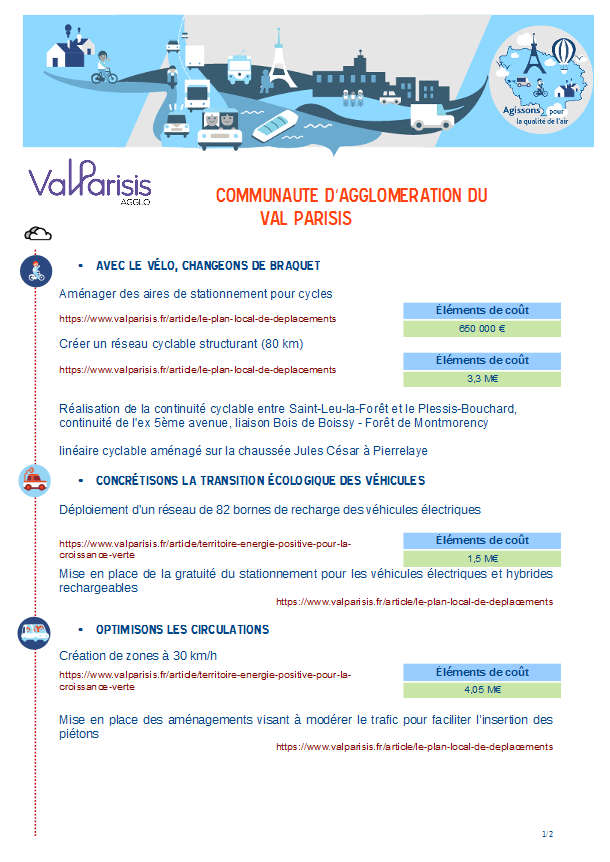 Agissons pour
la qualité de l'air
ValParisis
AGGLO
COMMUNAUTE D'AGGLOMERATION DU
VAL PARISIS
• AVEC LE VÉLO, CHANGEONS DE BRAQUET
Aménager des aires de stationnement pour cycles
Éléments de coût
https://www.valparisis.fr/article/le-plan-local-de-deplacements
650 000 €
Créer un réseau cyclable structurant (80 km)
Éléments de coût
https://www.valparisis.fr/article/le-plan-local-de-deplacements
3,3 M€
Réalisation de la continuité cyclable entre Saint-Leu-la-Forêt et le Plessis-Bouchard,
continuité de l'ex 5ème avenue, liaison Bois de Boissy - Forêt de Montmorency
linéaire cyclable aménagé sur la chaussée Jules César à Pierrelaye
• CONCRÉTISONS LA TRANSITION ÉCOLOGIQUE DES VÉHICULES
Déploiement d'un réseau de 82 bornes de recharge des véhicules électriques
Éléments de coût
https://www.valparisis.fr/article/territoire-energie-positive-pour-la-
croissance-verte
1,5 M€
Mise en place de la gratuité du stationnement pour les véhicules électriques et hybrides
rechargeables
https://www.valparisis.fr/article/le-plan-local-de-deplacements
• OPTIMISONS LES CIRCULATIONS
Création de zones à 30 km/h
Éléments de coût
https://www.valparisis.fr/article/territoire-energie-positive-pour-la-
croissance-verte
4,05 M€
Mise en place des aménagements visant à modérer le trafic pour faciliter l'insertion des
piétons
https://www.valparisis.fr/article/le-plan-local-de-deplacements
1/2